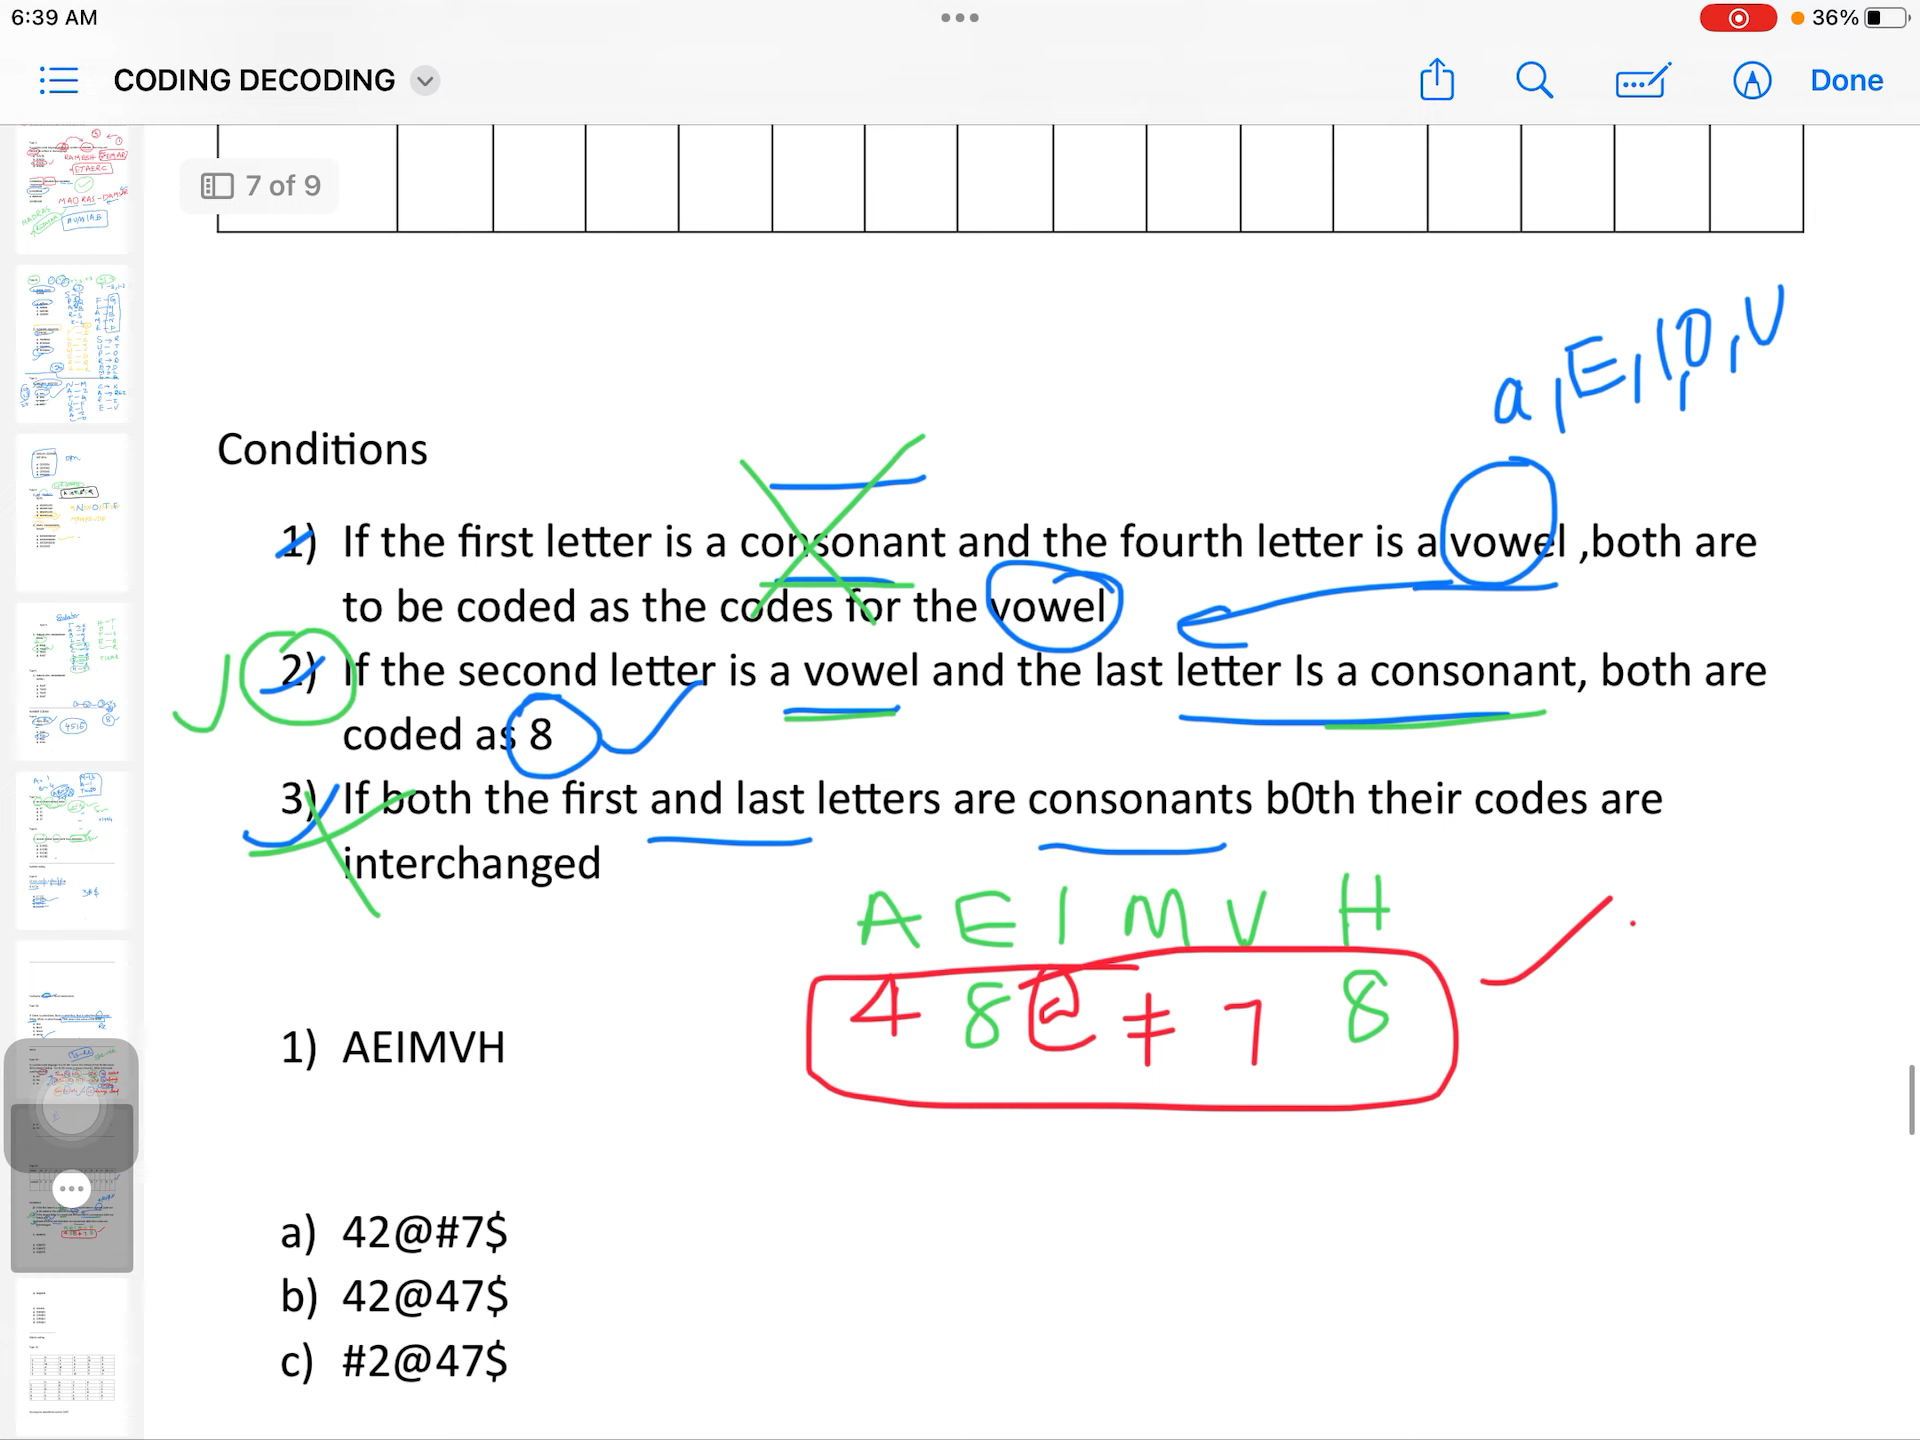 6:39 AM
36%
CODING DECODING
Done
7 of 9
a, E, I, O, U
Conditions
1) If the first letter is a consonant and the fourth letter is a vowel ,both are
to be coded as the codes for the vowel
2) If the second letter is a vowel and the last letter Is a consonant, both are
coded as 8
3) If both the first and last letters are consonants b0th their codes are
interchanged
A E I M V H
4 8 @ ≠ 7 8
1) AEIMVH
a) 42@#7$
b) 42@47$
c) #2@47$